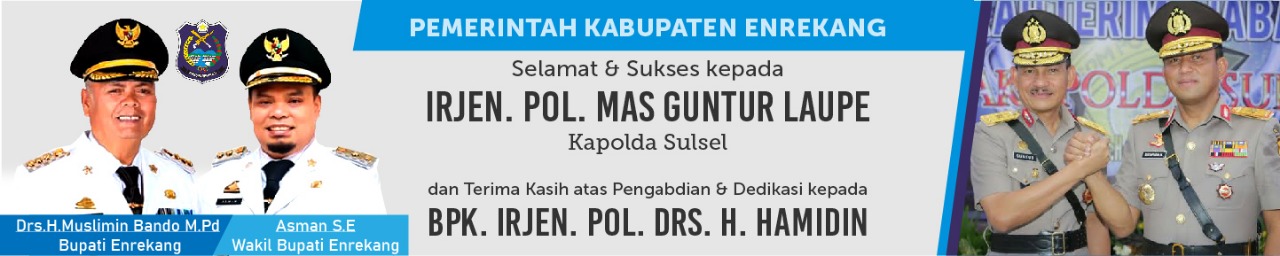 PEMERINTAH KABUPATEN ENREKANG
Selamat & Sukses kepada
IRJEN. POL. MAS GUNTUR LAUPE
Kapolda Sulsel
dan Terima Kasih atas Pengabdian & Dedikasi kepada
BPK. IRJEN. POL. DRS. H. HAMIDIN
Drs.H.Muslimin Bando M.Pd
Bupati Enrekang
Asman S.E
Wakil Bupati Enrekang